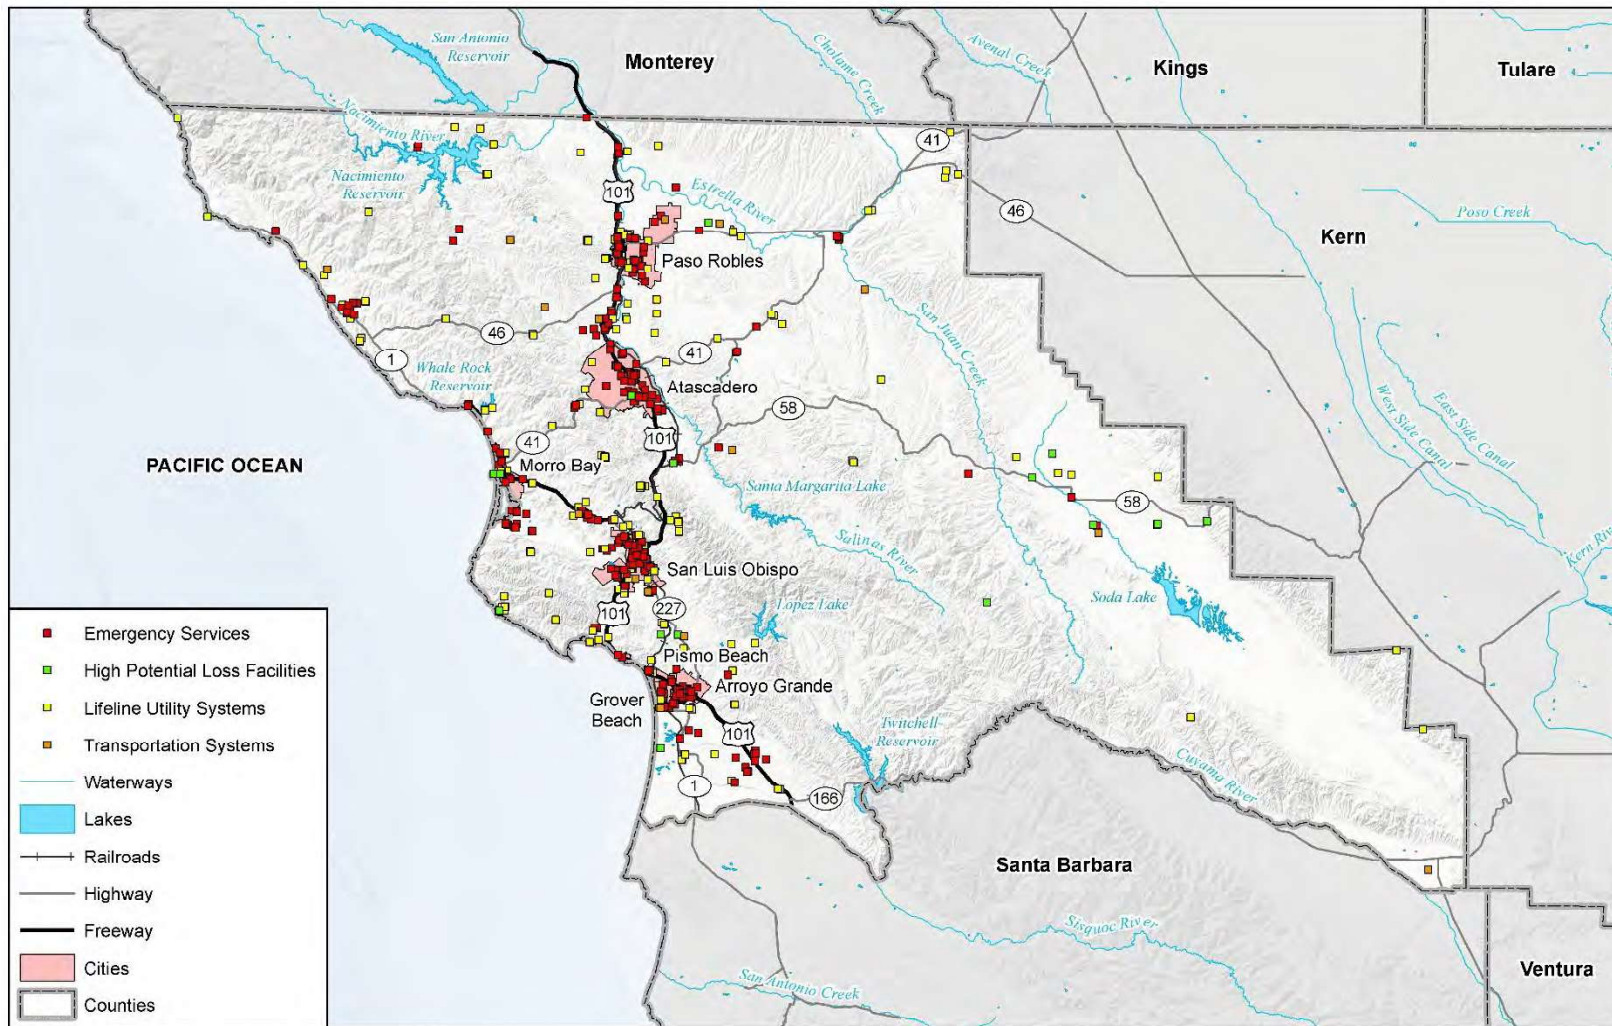 San Antonio
Reservoir
Monterey
Cholame
Creek
Avenal Creek
Kings
Tulare
Nacimiento
River
41
Nacimiento
Reservoir
101
Estrella
River
46
Poso Creek
Kern
Paso Robles
San Juan Creek
46
41
1
Whale Rock
Reservoir
Atascadero
58
West Side
Canal
East Side
Canal
41
101
PACIFIC OCEAN
Morro Bay
Santa Margarita Lake
58
Salinas
River
Kern River
San Luis Obispo
Soda Lake
101
227
Lopez Lake
Pismo Beach
Arroyo Grande
Grover
Beach
101
Twitchell
Reservoir
Cuyama River
1
166
Santa Barbara
Sisquoc River
San Antonio Creek
Ventura
Emergency Services
High Potential Loss Facilities
Lifeline Utility Systems
Transportation Systems
Waterways
Lakes
Railroads
Highway
Freeway
Cities
Counties